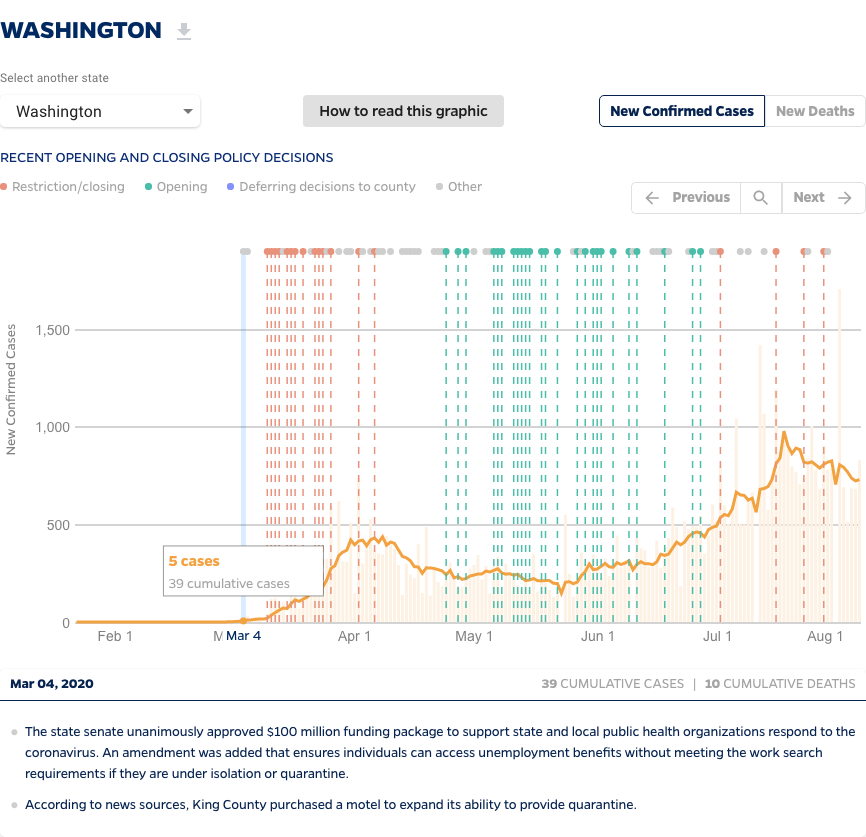 WASHINGTON
Select another state
Washington
How to read this graphic
New Confirmed Cases
New Deaths
RECENT OPENING AND CLOSING POLICY DECISIONS
Restriction/closing
Opening
Deferring decisions to county
Other
Previous
Next
New Confirmed Cases
1,500
1,000
500
0
5 cases
39 cumulative cases
Feb 1
Mar 4
Apr 1
May 1
Jun 1
Jul 1
Aug 1
Mar 04, 2020
39 CUMULATIVE CASES | 10 CUMULATIVE DEATHS
The state senate unanimously approved $100 million funding package to support state and local public health organizations respond to the
coronavirus. An amendment was added that ensures individuals can access unemployment benefits without meeting the work search
requirements if they are under isolation or quarantine.
According to news sources, King County purchased a motel to expand its ability to provide quarantine.